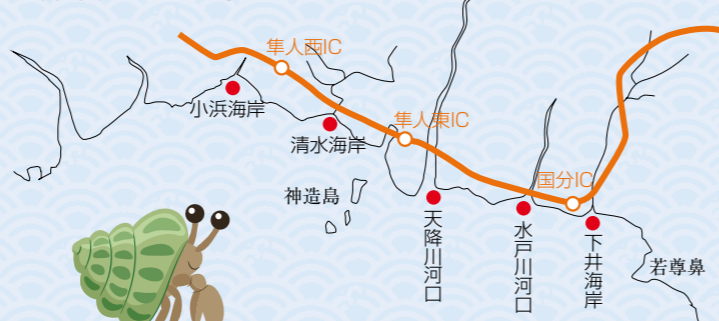 隼人西IC
小浜海岸
隼人東IC
清水海岸
国分IC
神造島
天降川河口
水戸川河口
下井海岸
若尊鼻